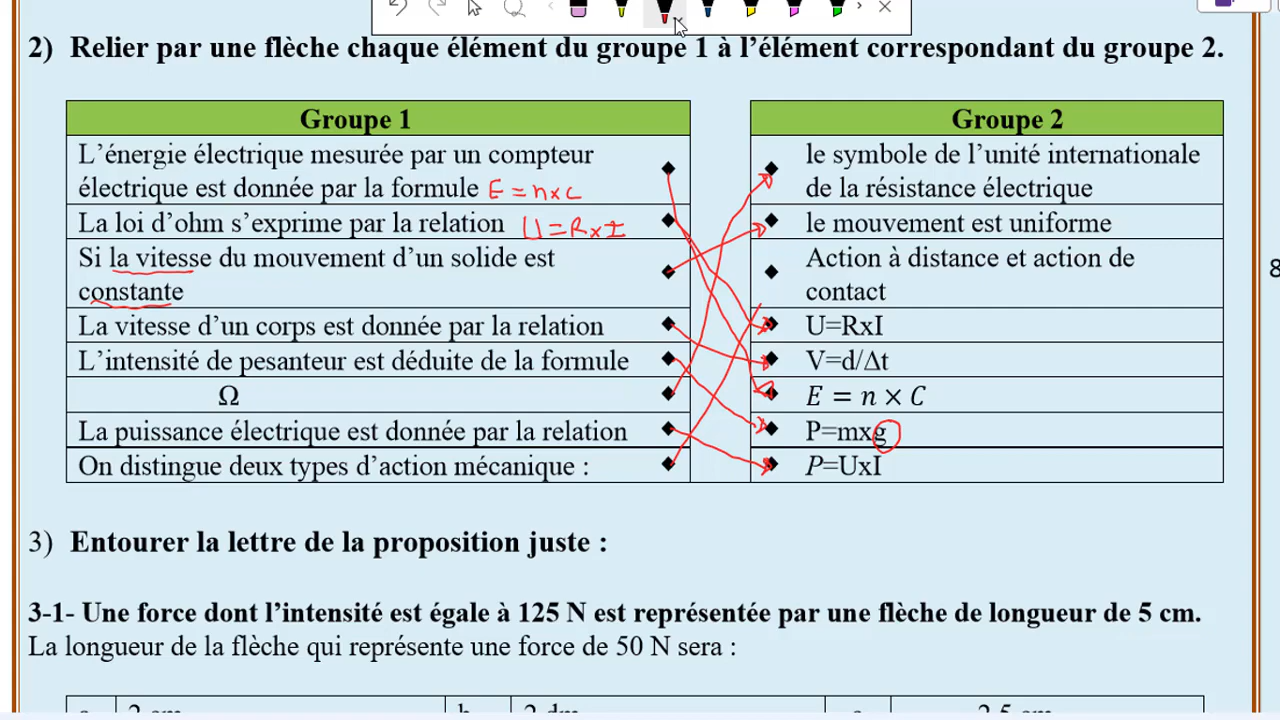 2) Relier par une flèche chaque élément du groupe 1 à l'élément correspondant du groupe 2.
Groupe 1
L'énergie électrique mesurée par un compteur
électrique est donnée par la formule E = n×C
La loi d'ohm s'exprime par la relation U=R×I
Si la vitesse du mouvement d'un solide est
constante
La vitesse d'un corps est donnée par la relation
L'intensité de pesanteur est déduite de la formule
Ω
La puissance électrique est donnée par la relation
On distingue deux types d'action mécanique :
Groupe 2
le symbole de l'unité internationale
de la résistance électrique
le mouvement est uniforme
Action à distance et action de
contact
U=RxI
V=d/Δt
E = n × C
P=mxg
P=UxI
8
3) Entourer la lettre de la proposition juste :
3-1- Une force dont l'intensité est égale à 125 N est représentée par une flèche de longueur de 5 cm.
La longueur de la flèche qui représente une force de 50 N sera :